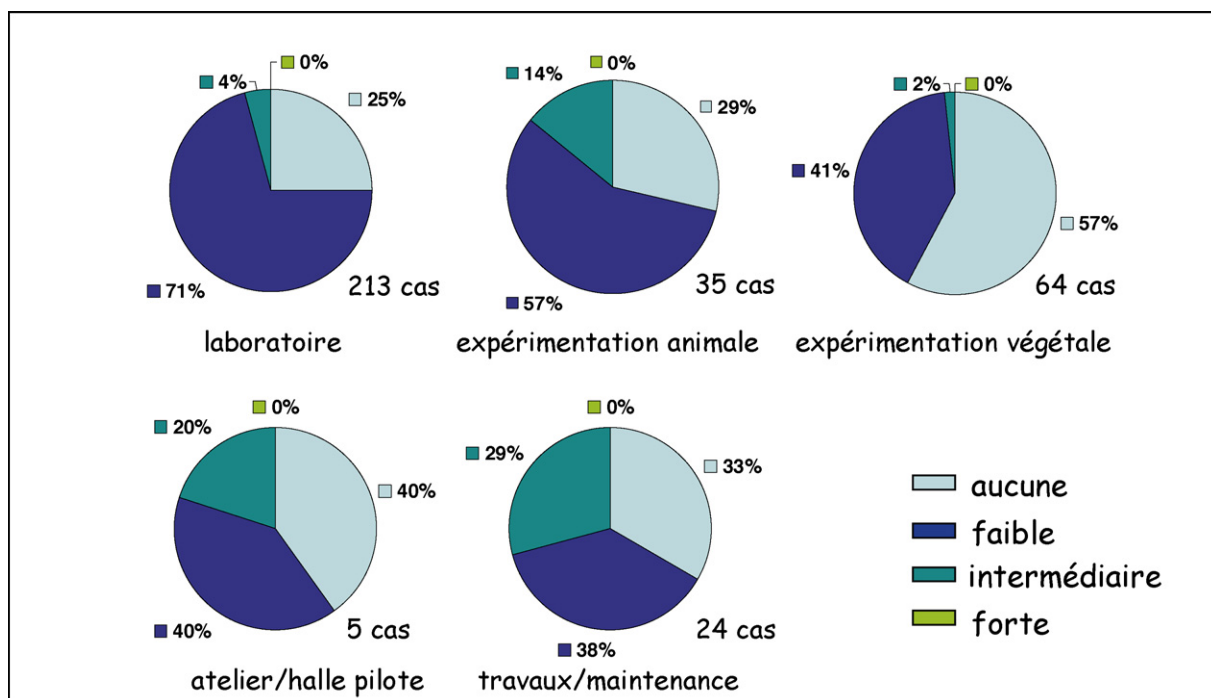 0%
4%
25%
71%
213 cas
laboratoire
0%
14%
29%
57%
35 cas
expérimentation animale
2%
0%
41%
57%
64 cas
expérimentation végétale
0%
20%
40%
40%
5 cas
atelier/halle pilote
0%
29%
33%
38%
24 cas
travaux/maintenance
aucune
faible
intermédiaire
forte